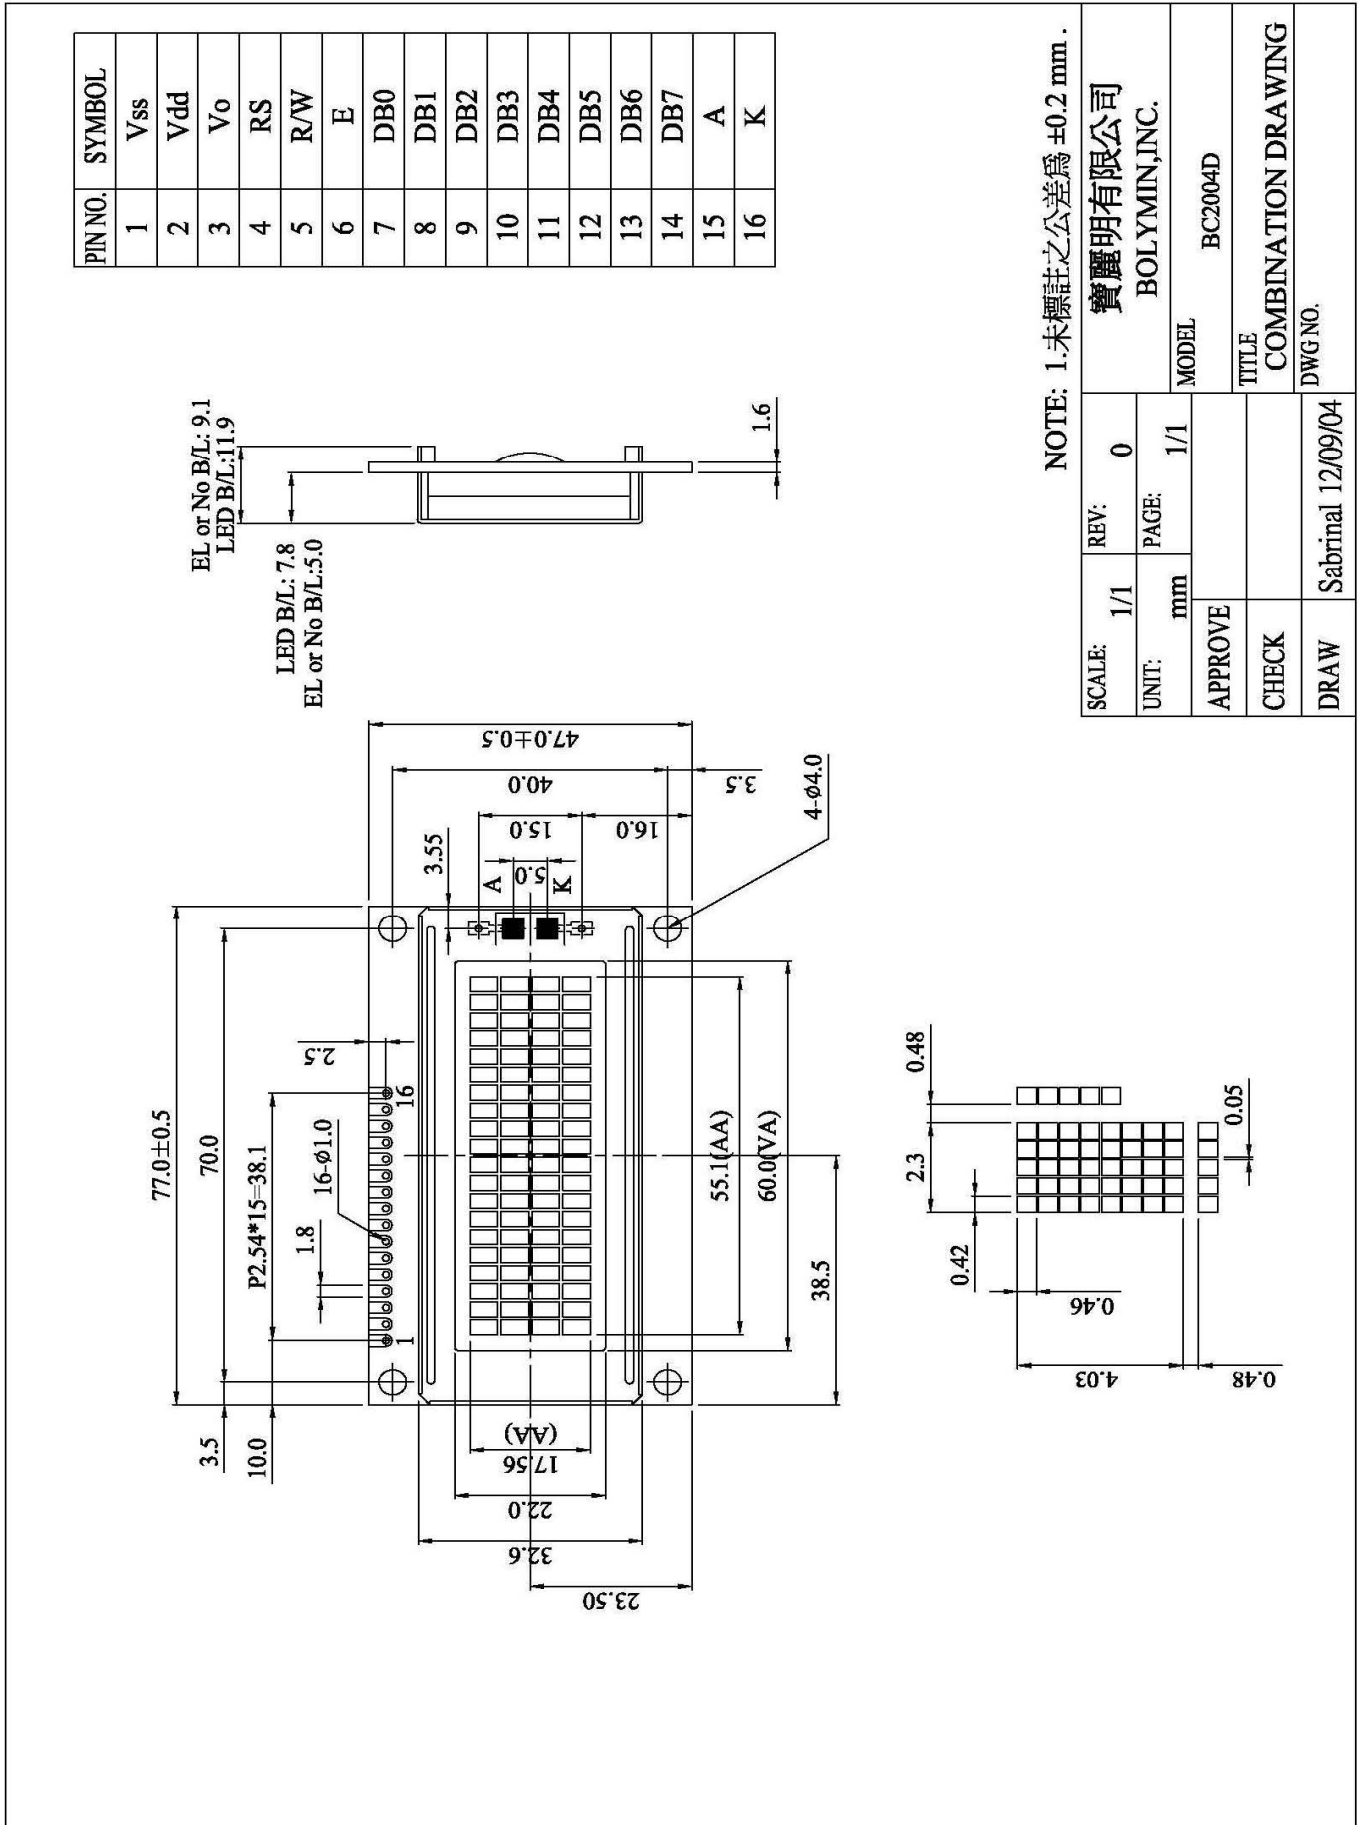 77.0±0.5
3.5
70.0
10.0
P2.54*15=38.1
2.5
1.8
16-ø1.0
1
16
3.55
A
K
5.0
15.0
16.0
40.0
3.5
47.0±0.5
4-ø4.0
17.56
(AA)
22.0
32.6
23.50
55.1(AA)
60.0(VA)
38.5
EL or No B/L: 9.1
LED B/L:11.9
LED B/L: 7.8
EL or No B/L:5.0
1.6
PIN NO. SYMBOL
1 Vss
2 Vdd
3 Vo
4 RS
5 R/W
6 E
7 DB0
8 DB1
9 DB2
10 DB3
11 DB4
12 DB5
13 DB6
14 DB7
15 A
16 K
0.42
2.3
0.48
0.46
4.03
0.48
0.05
NOTE: 1.未標註之公差爲 ±0.2 mm .
SCALE: 1/1
REV: 0
寶麗明有限公司
BOLYMIN,INC.
UNIT: mm
PAGE: 1/1
MODEL
BC2004D
APPROVE
CHECK
TITLE
COMBINATION DRAWING
DRAW Sabrinal 12/09/04
DWG NO.